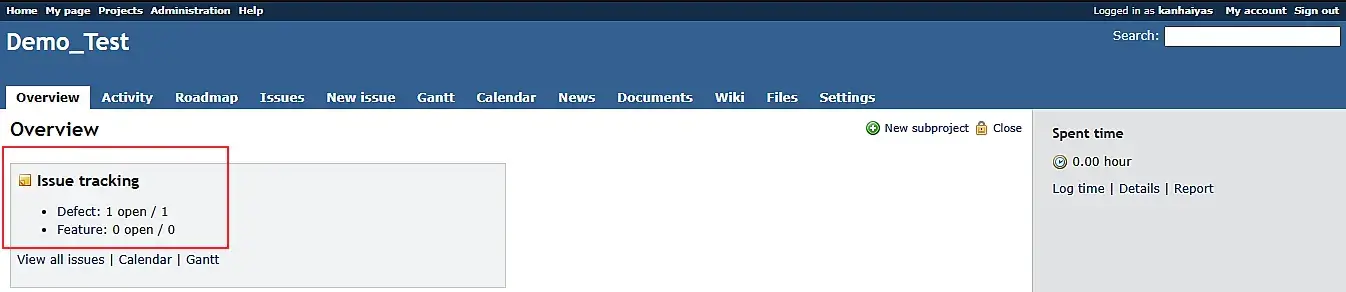 Home My page Projects Administration Help Logged in as kanhaiyas My account Sign out
Demo_Test
Search:
Overview Activity Roadmap Issues New issue Gantt Calendar News Documents Wiki Files Settings
Overview
New subproject Close
Issue tracking
• Defect: 1 open / 1
• Feature: 0 open / 0
View all issues | Calendar | Gantt
Spent time
0.00 hour
Log time | Details | Report